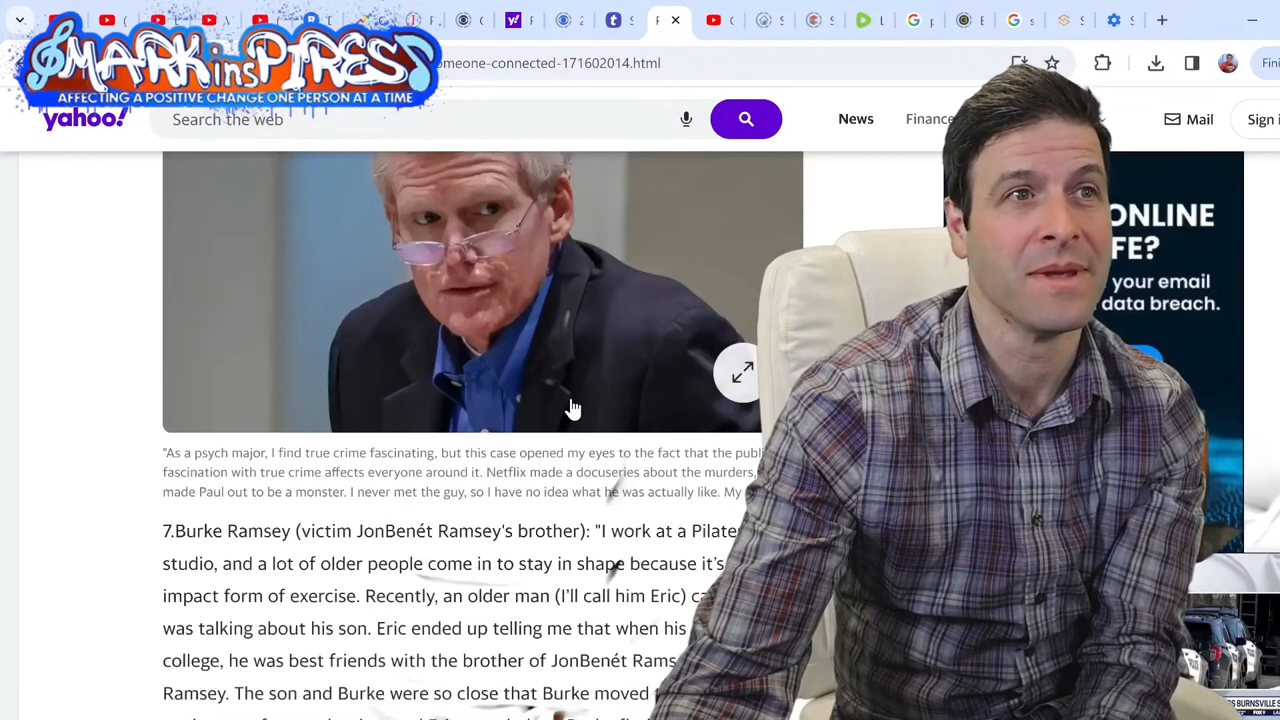 MARK ins PIRES
AFFECTING A POSITIVE CHANGE ONE PERSON AT A TIME
omeone-connected-171602014.html
Fini
yahoo!
Search the web
News
Finance
Mail
Sign i
ONLINE
FE?
your email
data breach.
"As a psych major, I find true crime fascinating, but this case opened my eyes to the fact that the publ
fascination with true crime affects everyone around it. Netflix made a docuseries about the murders,
made Paul out to be a monster. I never met the guy, so I have no idea what he was actually like. My
7.Burke Ramsey (victim JonBenét Ramsey's brother): "I work at a Pilate
studio, and a lot of older people come in to stay in shape because it's
impact form of exercise. Recently, an older man (I'll call him Eric) ca
was talking about his son. Eric ended up telling me that when his
college, he was best friends with the brother of JonBenét Rams
Ramsey. The son and Burke were so close that Burke moved
S BURNSVILLE S